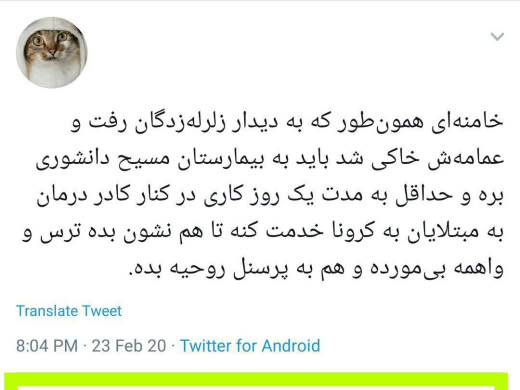 خامنه‌ای همون‌طور که به دیدار زلزله‌زدگان رفت و
عمامه‌ش خاکی شد باید به بیمارستان مسیح دانشوری
بره و حداقل به مدت یک روز کاری در کنار کادر درمان
به مبتلایان به کرونا خدمت کنه تا هم نشون بده ترس و
واهمه بی‌مورده و هم به پرسنل روحیه بده.
Translate Tweet
8:04 PM · 23 Feb 20 · Twitter for Android